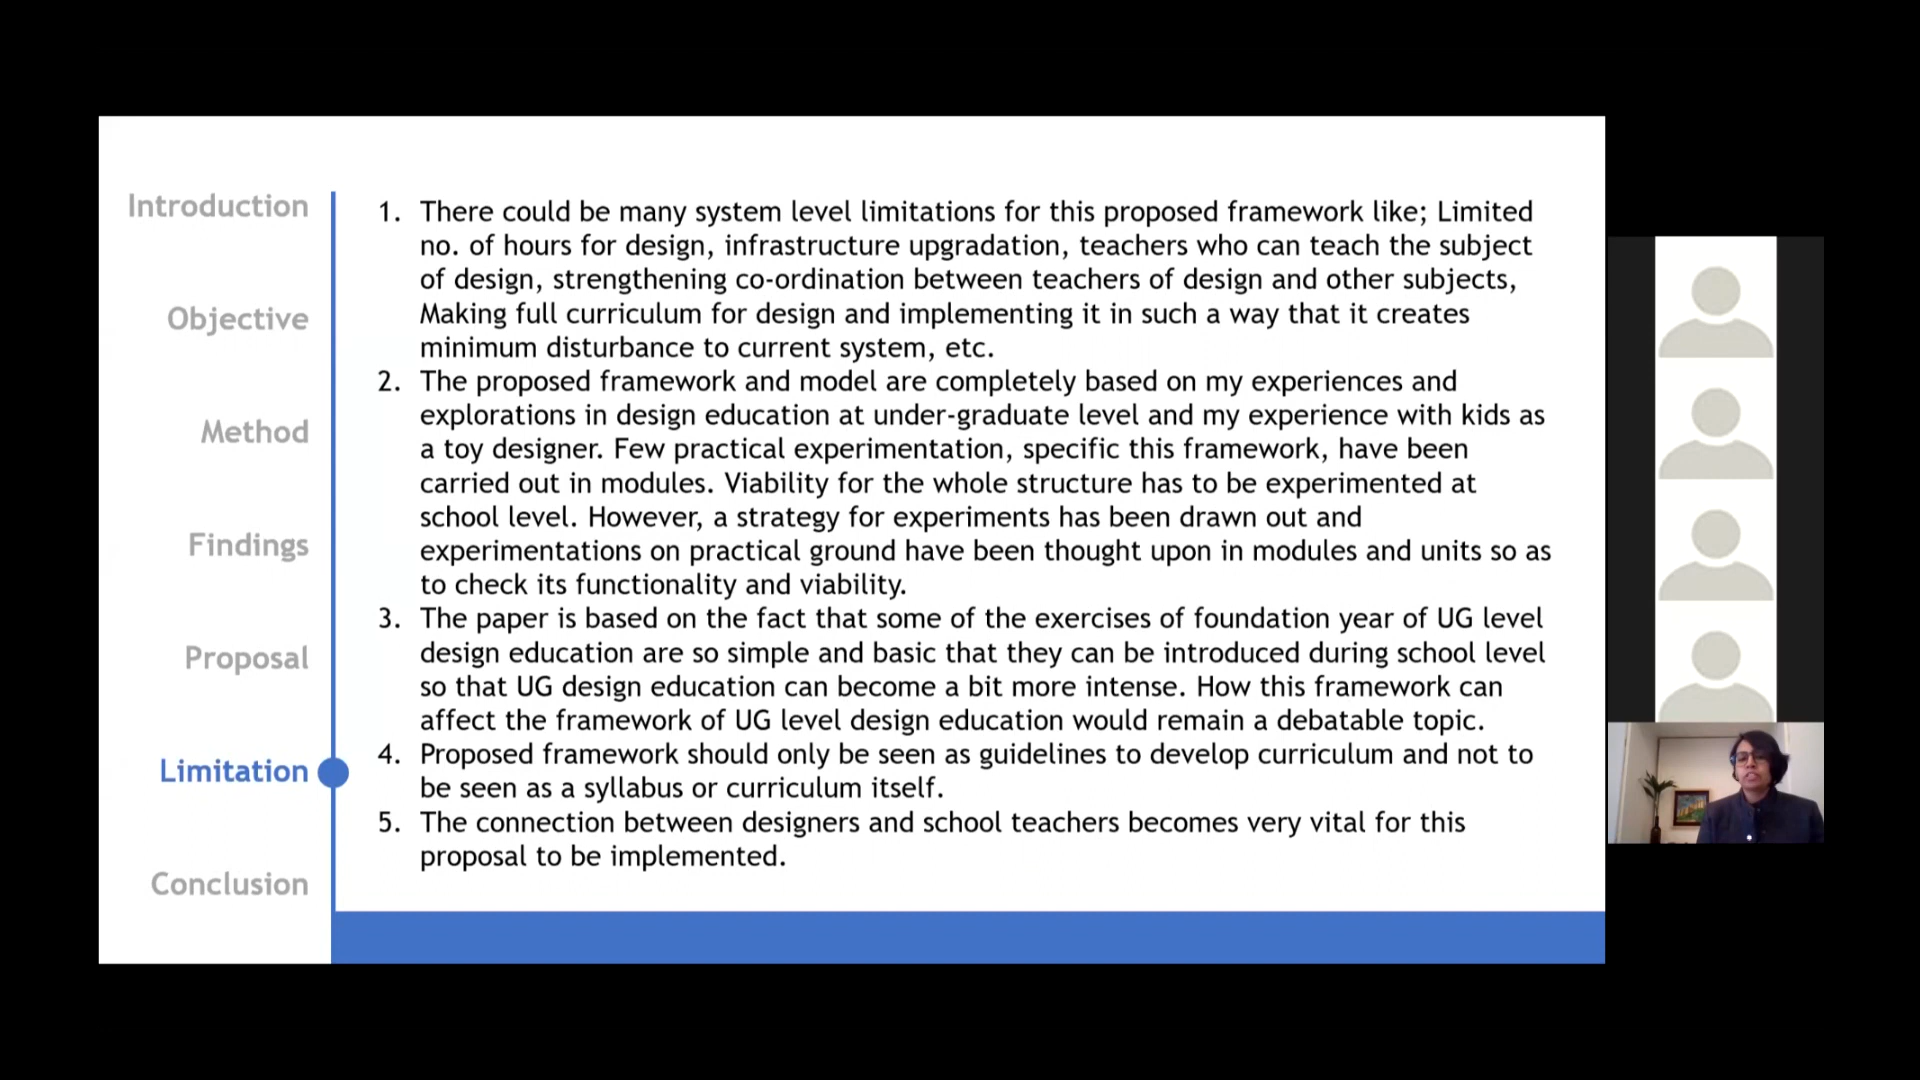 Introduction
Objective
Method
Findings
Proposal
Limitation
Conclusion
1. There could be many system level limitations for this proposed framework like; Limited
no. of hours for design, infrastructure upgradation, teachers who can teach the subject
of design, strengthening co-ordination between teachers of design and other subjects,
Making full curriculum for design and implementing it in such a way that it creates
minimum disturbance to current system, etc.
2. The proposed framework and model are completely based on my experiences and
explorations in design education at under-graduate level and my experience with kids as
a toy designer. Few practical experimentation, specific this framework, have been
carried out in modules. Viability for the whole structure has to be experimented at
school level. However, a strategy for experiments has been drawn out and
experimentations on practical ground have been thought upon in modules and units so as
to check its functionality and viability.
3. The paper is based on the fact that some of the exercises of foundation year of UG level
design education are so simple and basic that they can be introduced during school level
so that UG design education can become a bit more intense. How this framework can
affect the framework of UG level design education would remain a debatable topic.
4. Proposed framework should only be seen as guidelines to develop curriculum and not to
be seen as a syllabus or curriculum itself.
5. The connection between designers and school teachers becomes very vital for this
proposal to be implemented.